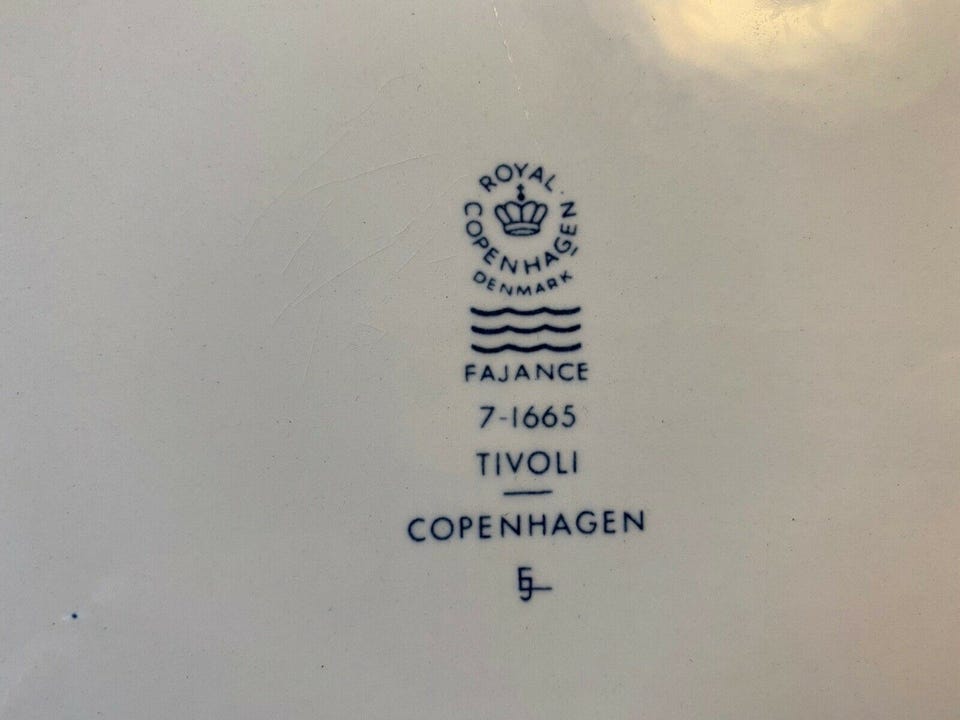 ROYAL
COPENHAGEN
DENMARK
FAJANCE
7-1665
TIVOLI
COPENHAGEN